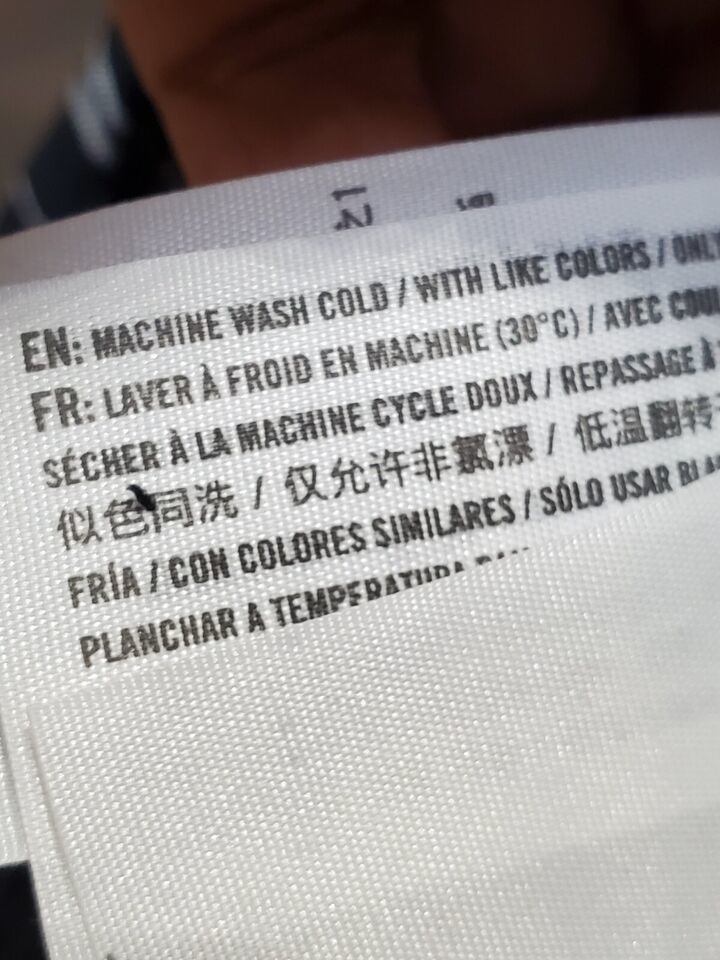 EN: MACHINE WASH COLD / WITH LIKE COLORS / ONLY
FR: LAVER À FROID EN MACHINE (30°C) / AVEC
SÉCHER À LA MACHINE CYCLE DOUX / REPASSAGE À
似色同洗 / 仅允许非氯漂 / 低温翻转
FRÍA / CON COLORES SIMILARES / SÓLO USAR
PLANCHAR A TEMPERATURA